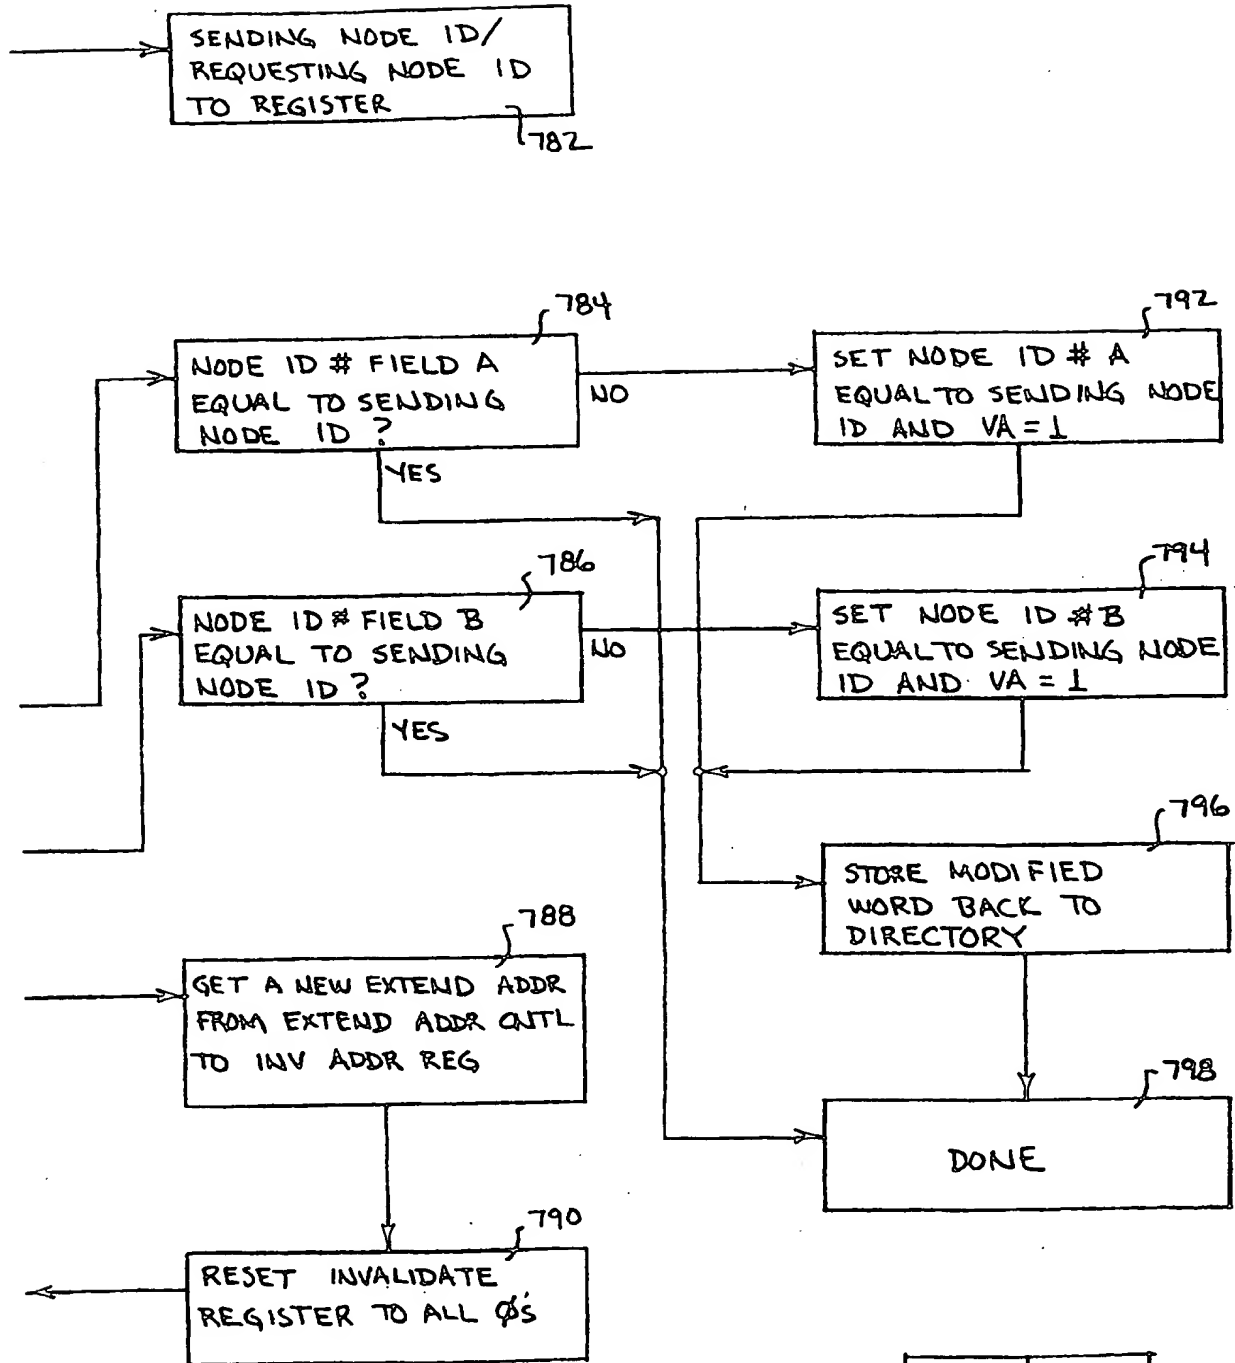 SENDING NODE ID/
REQUESTING NODE ID
TO REGISTER
782
784
NODE ID # FIELD A
EQUAL TO SENDING
NODE ID ?
NO
YES
792
SET NODE ID # A
EQUAL TO SENDING NODE
ID AND VA = 1
786
NODE ID # FIELD B
EQUAL TO SENDING
NODE ID ?
NO
YES
794
SET NODE ID # B
EQUAL TO SENDING NODE
ID AND VA = 1
796
STORE MODIFIED
WORD BACK TO
DIRECTORY
788
GET A NEW EXTEND ADDR
FROM EXTEND ADDR CNTL
TO INV ADDR REG
798
DONE
790
RESET INVALIDATE
REGISTER TO ALL Ø'S